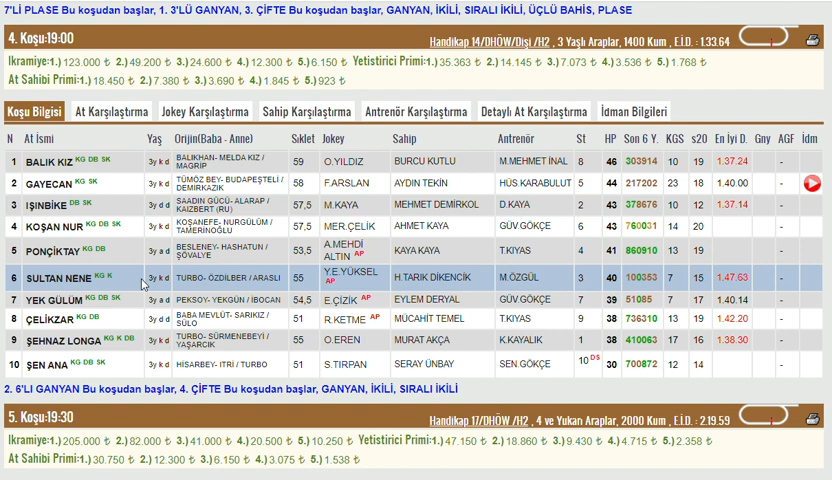 7'Lİ PLASE Bu koşudan başlar, 1. 3'LÜ GANYAN, 3. ÇİFTE Bu koşudan başlar, GANYAN, İKİLİ, SIRALI İKİLİ, ÜÇLÜ BAHİS, PLASE
4. Koşu:19:00 Handikap 14/DHÖW/Dişi /H2 , 3 Yaşlı Araplar, 1400 Kum , E.İ.D. : 1.33.64
Ikramiye:1.) 123.000 ₺ 2.) 49.200 ₺ 3.) 24.600 ₺ 4.) 12.300 ₺ 5.) 6.150 ₺ Yetistirici Primi:1.) 35.363 ₺ 2.) 14.145 ₺ 3.) 7.073 ₺ 4.) 3.536 ₺ 5.) 1.768 ₺
At Sahibi Primi:1.) 18.450 ₺ 2.) 7.380 ₺ 3.) 3.690 ₺ 4.) 1.845 ₺ 5.) 923 ₺
Koşu Bilgisi At Karşılaştırma Jokey Karşılaştırma Sahip Karşılaştırma Antrenör Karşılaştırma Detaylı At Karşılaştırma İdman Bilgileri
N At İsmi Yaş Orijin(Baba - Anne) Sıklet Jokey Sahip Antrenör St HP Son 6 Y. KGS s20 En İyi D. Gny AGF İdm
1 BALIK KIZ KG DB SK 3y k d BALIKHAN- MELDA KIZ / MAGRİP 59 O.YILDIZ BURCU KUTLU M.MEHMET İNAL 8 46 303914 10 19 1.37.24 -
2 GAYECAN KG SK 3y k d TÜMÖZ BEY- BUDAPEŞTELİ / DEMİRKAZIK 58 F.ARSLAN AYDIN TEKİN HÜS.KARABULUT 5 44 217202 23 18 1.40.00 -
3 IŞINBİKE DB SK 3y d d SAADIN GÜCÜ- ALARAP / KAIZBERT (RU) 57,5 M.KAYA MEHMET DEMİRKOL D.KAYA 2 43 378676 10 12 1.37.14 -
4 KOŞAN NUR KG DB SK 3y k d KOŞANEFE- NURGÜLÜM / TAMERİNOĞLU 57,5 MER.ÇELİK AHMET KAYA GÜV.GÖKÇE 6 43 760031 14 20 -
5 PONÇİKTAY KG DB 3y a d BESLENEY- HASHATUN / ŞÖVALYE 53,5 A.MEHDİ ALTIN AP KAYA KAYA T.KIYAS 4 41 860910 13 19 -
6 SULTAN NENE KG K 3y k d TURBO- ÖZDİLBER / ARASLI 55 Y.E.YÜKSEL AP H.TARIK DİKENCİK M.ÖZGÜL 3 40 100353 7 15 1.47.63 -
7 YEK GÜLÜM KG DB SK 3y a d PEKSOY- YEKGÜN / İBOCAN 54,5 E.ÇİZİK AP EYLEM DERYAL GÜV.GÖKÇE 7 39 51085 7 17 1.40.14 -
8 ÇELİKZAR KG DB 3y d d BABA MEVLÜT- SARIKIZ / SÜLO 51 R.KETME AP MÜCAHİT TEMEL T.KIYAS 9 38 736310 13 19 1.42.20 -
9 ŞEHNAZ LONGA KG K DB 3y k d TURBO- SÜRMENEBEYİ / YAŞARCIK 55 O.EREN MURAT AKÇA K.KAYALIK 1 38 410063 17 16 1.38.30 -
10 ŞEN ANA KG DB SK 3y k d HİSARBEY- ITRİ / TURBO 51 S.TIRPAN SERAY ÜNBAY SEN.GÖKÇE 10 DS 30 700872 12 14 -
2. 6'LI GANYAN Bu koşudan başlar, 4. ÇİFTE Bu koşudan başlar, GANYAN, İKİLİ, SIRALI İKİLİ
5. Koşu:19:30 Handikap 17/DHÖW /H2 , 4 ve Yukarı Araplar, 2000 Kum , E.İ.D. : 2.19.59
Ikramiye:1.) 205.000 ₺ 2.) 82.000 ₺ 3.) 41.000 ₺ 4.) 20.500 ₺ 5.) 10.250 ₺ Yetistirici Primi:1.) 47.150 ₺ 2.) 18.860 ₺ 3.) 9.430 ₺ 4.) 4.715 ₺ 5.) 2.358 ₺
At Sahibi Primi:1.) 30.750 ₺ 2.) 12.300 ₺ 3.) 6.150 ₺ 4.) 3.075 ₺ 5.) 1.538 ₺